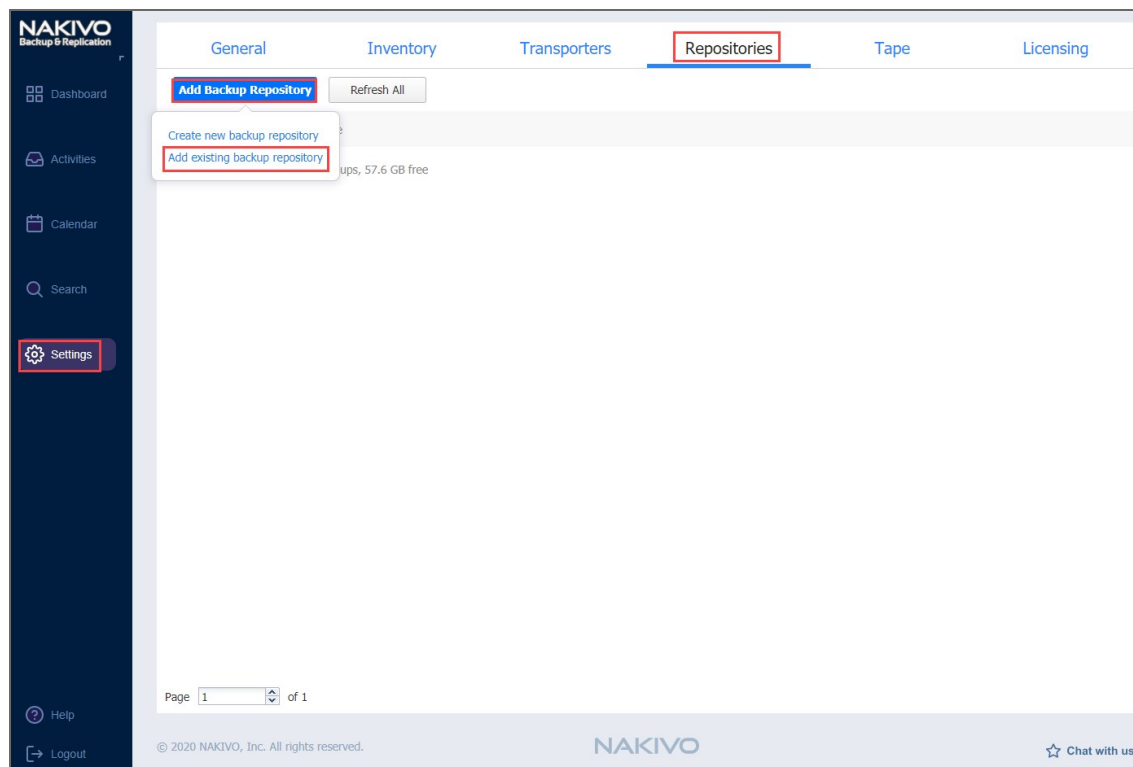 NAKIVO
Backup & Replication
General Inventory Transporters Repositories Tape Licensing
Dashboard
Add Backup Repository Refresh All
Create new backup repository
Activities
Add existing backup repository
ups, 57.6 GB free
Calendar
Search
Settings
Page 1 of 1
Help
© 2020 NAKIVO, Inc. All rights reserved. NAKIVO Chat with us
Logout